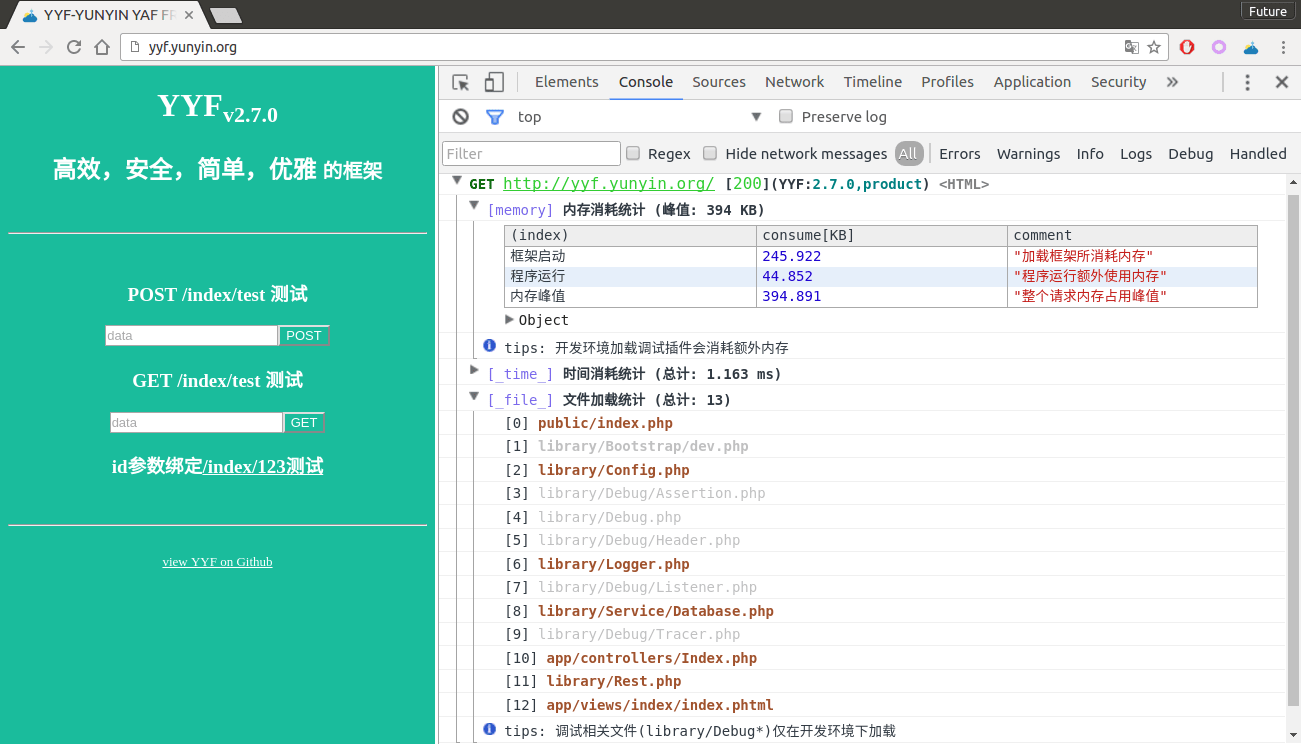 YYF-YUNYIN YAF FR
Future
yyf.yunyin.org
YYFv2.7.0
高效，安全，简单，优雅 的框架
POST /index/test 测试
data POST
GET /index/test 测试
data GET
id参数绑定/index/123测试
view YYF on Github
Elements Console Sources Network Timeline Profiles Application Security »
top Preserve log
Filter Regex Hide network messages All Errors Warnings Info Logs Debug Handled
GET http://yyf.yunyin.org/ [200](YYF:2.7.0,product) <HTML>
[memory] 内存消耗统计 (峰值: 394 KB)
(index) consume[KB] comment
框架启动 245.922 "加载框架所消耗内存"
程序运行 44.852 "程序运行额外使用内存"
内存峰值 394.891 "整个请求内存占用峰值"
Object
tips: 开发环境加载调试插件会消耗额外内存
[_time_] 时间消耗统计 (总计: 1.163 ms)
[_file_] 文件加载统计 (总计: 13)
[0] public/index.php
[1] library/Bootstrap/dev.php
[2] library/Config.php
[3] library/Debug/Assertion.php
[4] library/Debug.php
[5] library/Debug/Header.php
[6] library/Logger.php
[7] library/Debug/Listener.php
[8] library/Service/Database.php
[9] library/Debug/Tracer.php
[10] app/controllers/Index.php
[11] library/Rest.php
[12] app/views/index/index.phtml
tips: 调试相关文件(library/Debug*)仅在开发环境下加载